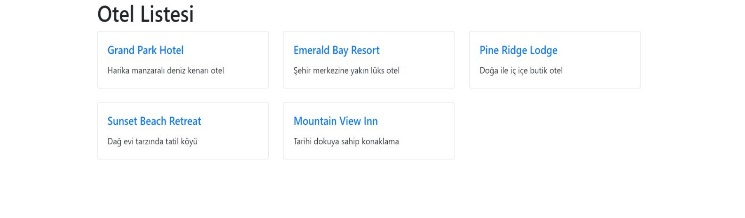 Otel Listesi
Grand Park Hotel
Harika manzaralı deniz kenarı otel
Emerald Bay Resort
Şehir merkezine yakın lüks otel
Pine Ridge Lodge
Doğa ile iç içe butik otel
Sunset Beach Retreat
Dağ evi tarzında tatil köyü
Mountain View Inn
Tarihi dokuya sahip konaklama